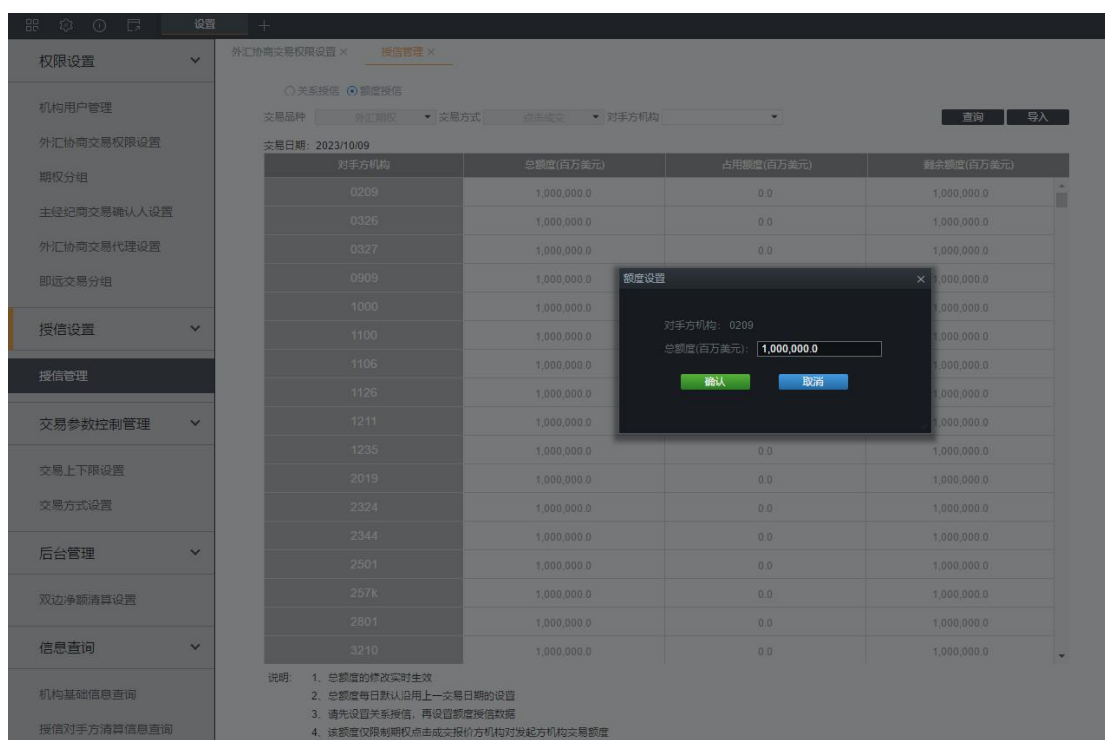 设置
权限设置
机构用户管理
外汇协商交易权限设置
期权分组
主经纪商交易确认人设置
外汇协商交易代理设置
即远交易分组
授信设置
授信管理
交易参数控制管理
交易上下限设置
交易方式设置
后台管理
双边净额清算设置
信息查询
机构基础信息查询
授信对手方清算信息查询
外汇协商交易权限设置 × 授信管理 ×
关系授信 额度授信
交易品种 外汇期权 交易方式 点击成交 对手方机构 查询 导入
交易日期: 2023/10/09
对手方机构 总额度(百万美元) 占用额度(百万美元) 剩余额度(百万美元)
0209 1,000,000.0 0.0 1,000,000.0
0326 1,000,000.0 0.0 1,000,000.0
0327 1,000,000.0 0.0 1,000,000.0
0909 1,000,000.0 ,000,000.0
1000 1,000,000.0 ,000,000.0
1100 1,000,000.0 ,000,000.0
1106 1,000,000.0 ,000,000.0
1126 1,000,000.0 ,000,000.0
1211 1,000,000.0 ,000,000.0
1235 1,000,000.0 0.0 1,000,000.0
2019 1,000,000.0 0.0 1,000,000.0
2324 1,000,000.0 0.0 1,000,000.0
2344 1,000,000.0 0.0 1,000,000.0
2501 1,000,000.0 0.0 1,000,000.0
257k 1,000,000.0 0.0 1,000,000.0
2801 1,000,000.0 0.0 1,000,000.0
3210 1,000,000.0 0.0 1,000,000.0
额度设置 ×
对手方机构: 0209
总额度(百万美元): 1,000,000.0
确认 取消
说明: 1、总额度的修改实时生效
2、总额度每日默认沿用上一交易日期的设置
3、请先设置关系授信，再设置额度授信数据
4、该额度仅限制期权点击成交报价方机构对发起方机构交易额度